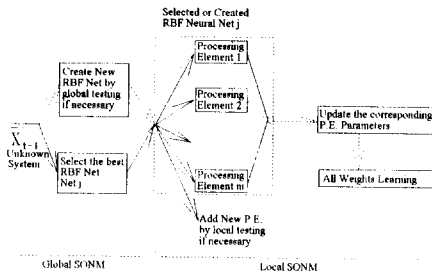 Selected or Created
RBF Neural Net j
Processing
Element 1
Create New
RBF Net by
global testing
if necessary
Processing
Element 2
Update the corresponding
P.E. Parameters
X t-1
Unknown
System
Select the best
RBF Net
Net j
Processing
Element m
All Weights Learning
Add New P.E.
by local testing
if necessary
Global SONM
Local SONM